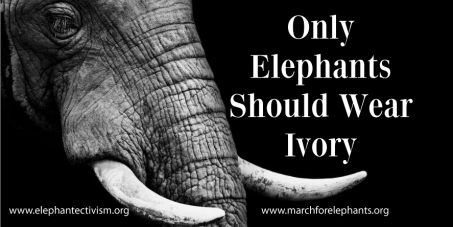 Only
Elephants
Should Wear
Ivory
www.elephantectivism.org
www.marchforelephants.org